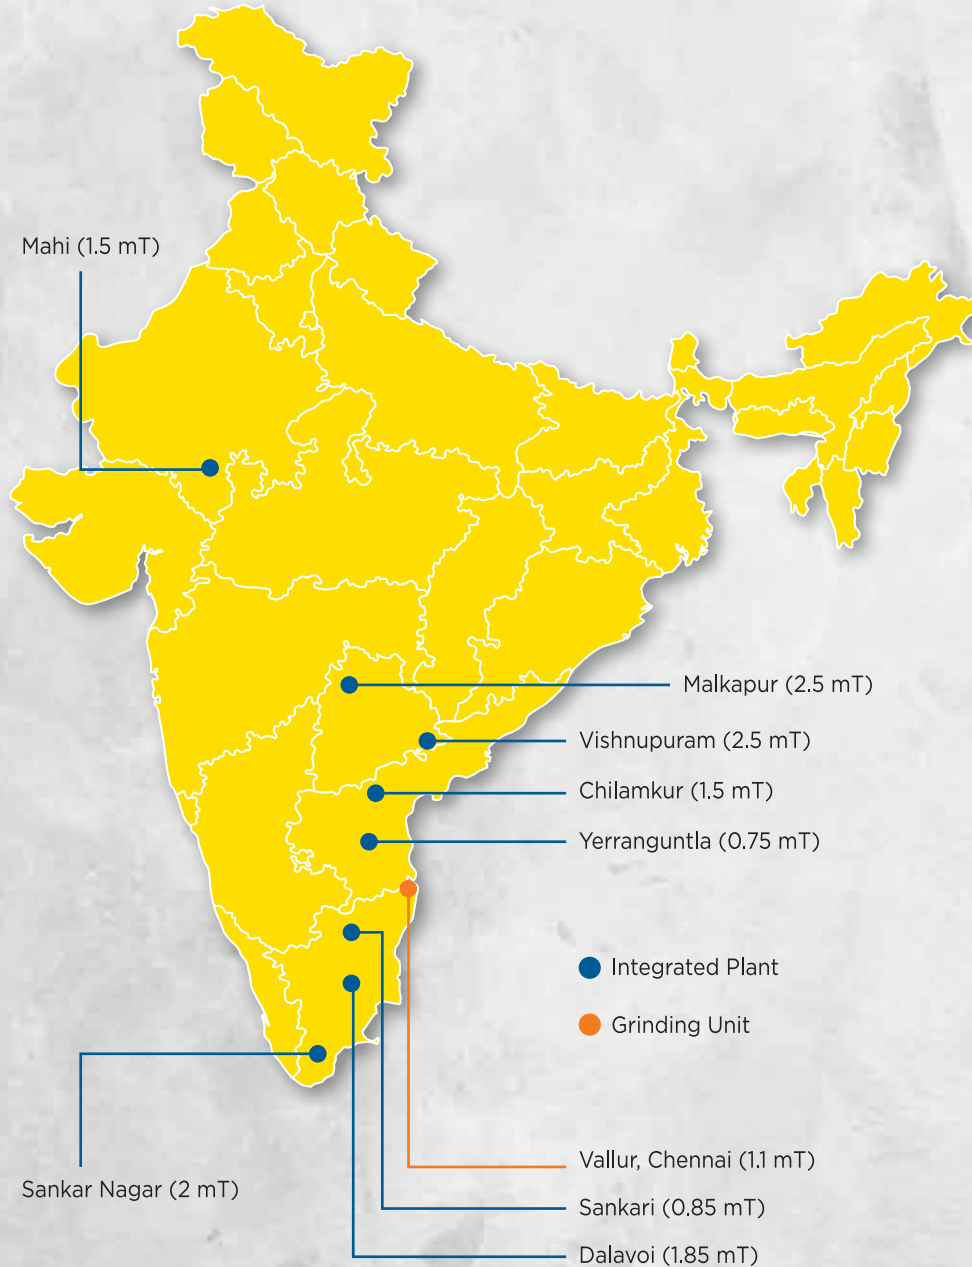 Mahi (1.5 mT)
Malkapur (2.5 mT)
Vishnupuram (2.5 mT)
Chilamkur (1.5 mT)
Yerranguntla (0.75 mT)
Integrated Plant
Grinding Unit
Vallur, Chennai (1.1 mT)
Sankar Nagar (2 mT)
Sankari (0.85 mT)
Dalavoi (1.85 mT)